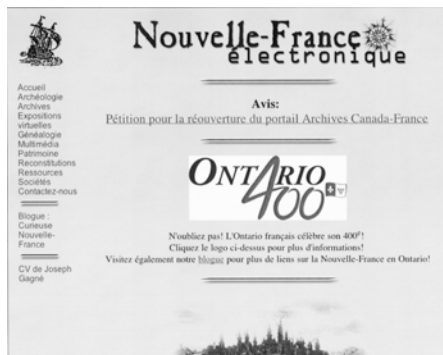 Nouvelle-France
électronique
Accueil
Archéologie
Archives
Expositions
virtuelles
Généalogie
Multimédia
Patrimoine
Reconstitutions
Ressources
Sociétés
Contactez-nous
Blogue :
Curieuse
Nouvelle-
France
CV de Joseph
Gagné
Avis:
Pétition pour la réouverture du portail Archives Canada-France
ONTARIO
400
N'oubliez pas! L'Ontario français célèbre son 400e!
Cliquez le logo ci-dessus pour plus d'informations!
Visitez également notre blogue pour plus de liens sur la Nouvelle-France en Ontario!